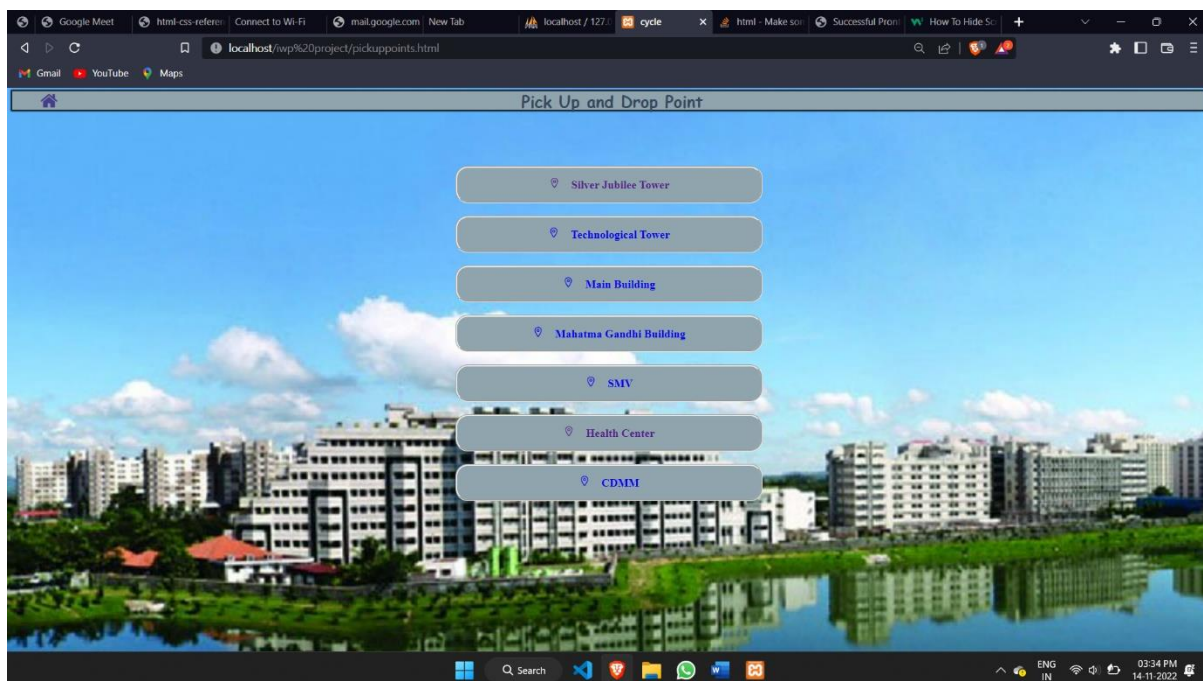 Google Meet
html-css-referen
Connect to Wi-Fi
mail.google.com
New Tab
localhost / 127.0
cycle
html - Make son
Successful Pront
How To Hide Sc
localhost/iwp%20project/pickuppoints.html
Gmail
YouTube
Maps
Pick Up and Drop Point
Silver Jubilee Tower
Technological Tower
Main Building
Mahatma Gandhi Building
SMV
Health Center
CDMM
Search
ENG
IN
03:34 PM
14-11-2022